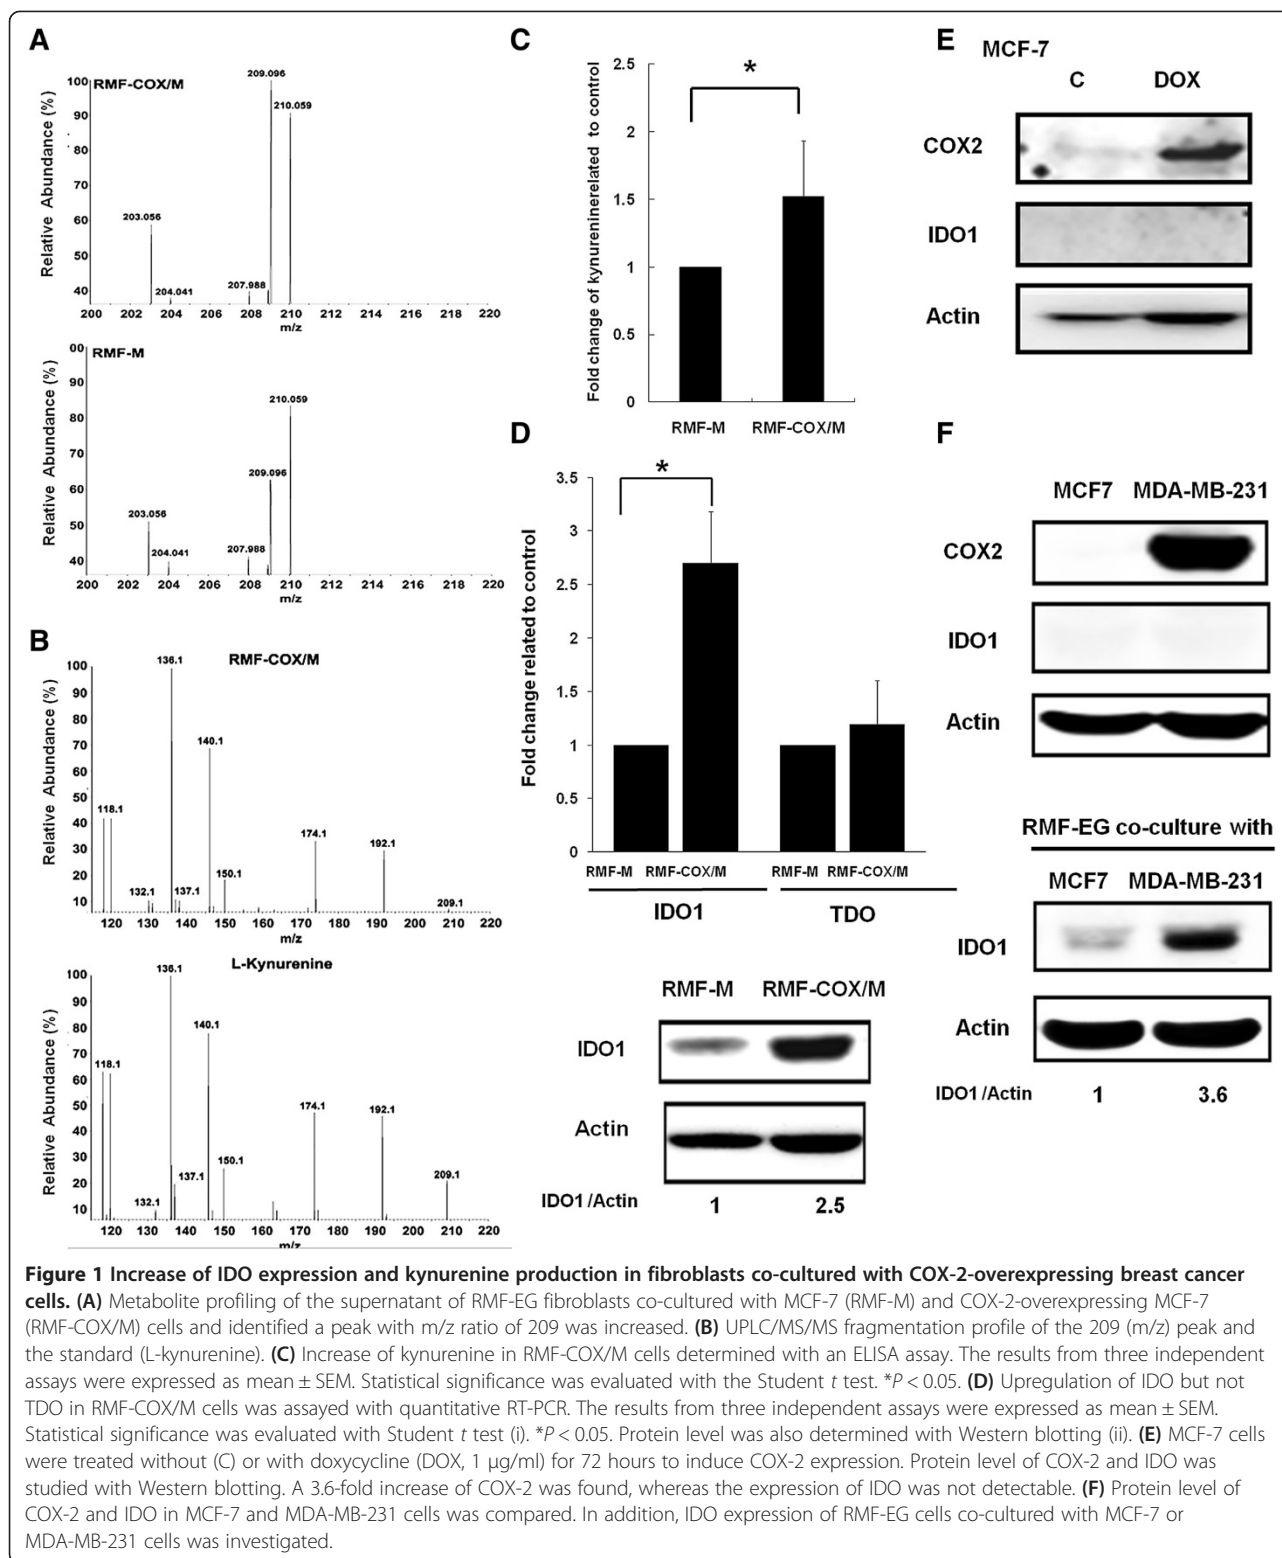 A
RMF-COX/M
Relative Abundance (%)
100
90
80
70
60
50
40
209.096
210.059
203.056
204.041
207.988
200 202 204 206 208 210 212 214 216 218 220
m/z
RMF-M
Relative Abundance (%)
00
90
80
70
60
50
40
210.059
209.096
203.056
204.041
207.988
200 202 204 206 208 210 212 214 216 218 220
m/z
B
RMF-COX/M
Relative Abundance (%)
100
90
80
70
60
50
40
30
20
10
136.1
140.1
118.1
174.1
192.1
150.1
132.1
137.1
209.1
120 130 140 150 160 170 180 190 200 210 220
m/z
L-Kynurenine
Relative Abundance (%)
100
90
80
70
60
50
40
30
20
10
136.1
140.1
118.1
174.1
192.1
150.1
137.1
132.1
209.1
120 130 140 150 160 170 180 190 200 210 220
m/z
C
Fold change of kynureninerelated to control
2.5
2
1.5
1
0.5
0
*
RMF-M RMF-COX/M
D
Fold change related to control
3.5
3
2.5
2
1.5
1
0.5
0
*
RMF-M RMF-COX/M RMF-M RMF-COX/M
IDO1 TDO
RMF-M RMF-COX/M
IDO1
Actin
IDO1/Actin 1 2.5
E
MCF-7
C DOX
COX2
IDO1
Actin
F
MCF7 MDA-MB-231
COX2
IDO1
Actin
RMF-EG co-culture with
MCF7 MDA-MB-231
IDO1
Actin
IDO1/Actin 1 3.6
Figure 1 Increase of IDO expression and kynurenine production in fibroblasts co-cultured with COX-2-overexpressing breast cancer
cells. (A) Metabolite profiling of the supernatant of RMF-EG fibroblasts co-cultured with MCF-7 (RMF-M) and COX-2-overexpressing MCF-7
(RMF-COX/M) cells and identified a peak with m/z ratio of 209 was increased. (B) UPLC/MS/MS fragmentation profile of the 209 (m/z) peak and
the standard (L-kynurenine). (C) Increase of kynurenine in RMF-COX/M cells determined with an ELISA assay. The results from three independent
assays were expressed as mean ± SEM. Statistical significance was evaluated with the Student t test. *P < 0.05. (D) Upregulation of IDO but not
TDO in RMF-COX/M cells was assayed with quantitative RT-PCR. The results from three independent assays were expressed as mean ± SEM.
Statistical significance was evaluated with Student t test (i). *P < 0.05. Protein level was also determined with Western blotting (ii). (E) MCF-7 cells
were treated without (C) or with doxycycline (DOX, 1 μg/ml) for 72 hours to induce COX-2 expression. Protein level of COX-2 and IDO was
studied with Western blotting. A 3.6-fold increase of COX-2 was found, whereas the expression of IDO was not detectable. (F) Protein level of
COX-2 and IDO in MCF-7 and MDA-MB-231 cells was compared. In addition, IDO expression of RMF-EG cells co-cultured with MCF-7 or
MDA-MB-231 cells was investigated.